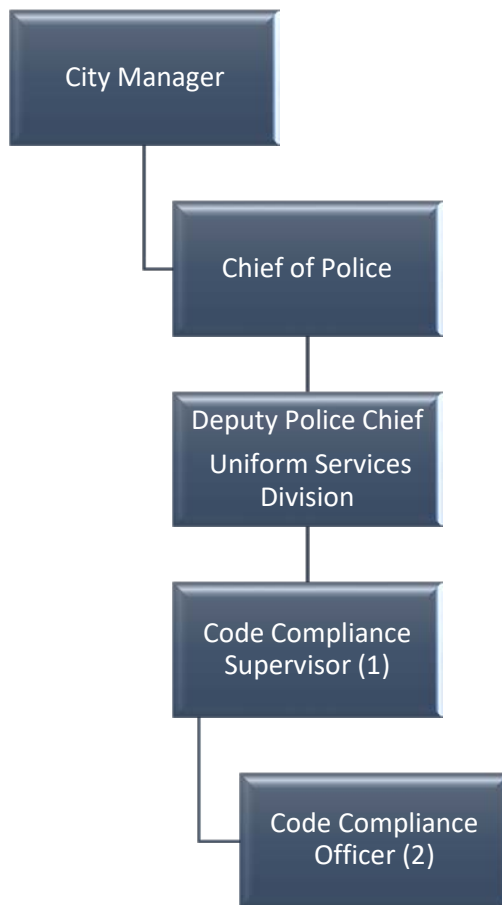 City Manager
Chief of Police
Deputy Police Chief
Uniform Services
Division
Code Compliance
Supervisor (1)
Code Compliance
Officer (2)